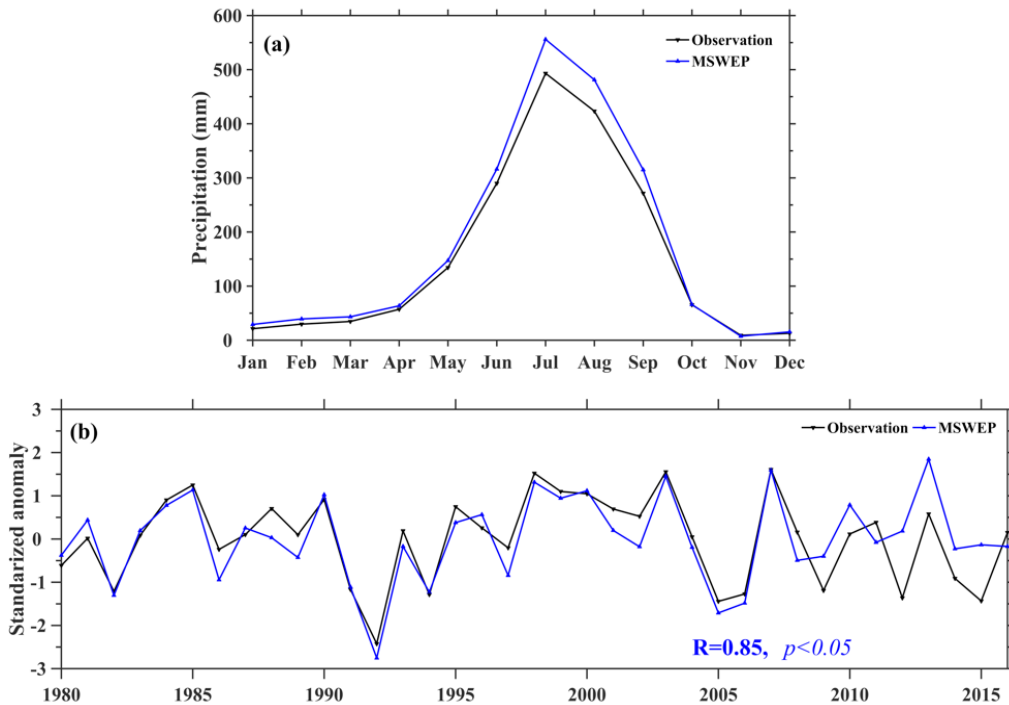 600
500
400
300
200
100
0
Precipitation (mm)
(a)
Observation
MSWEP
Jan Feb Mar Apr May Jun Jul Aug Sep Oct Nov Dec
3
2
1
0
-1
-2
-3
Standarized anomaly
(b)
Observation MSWEP
R=0.85, p<0.05
1980 1985 1990 1995 2000 2005 2010 2015